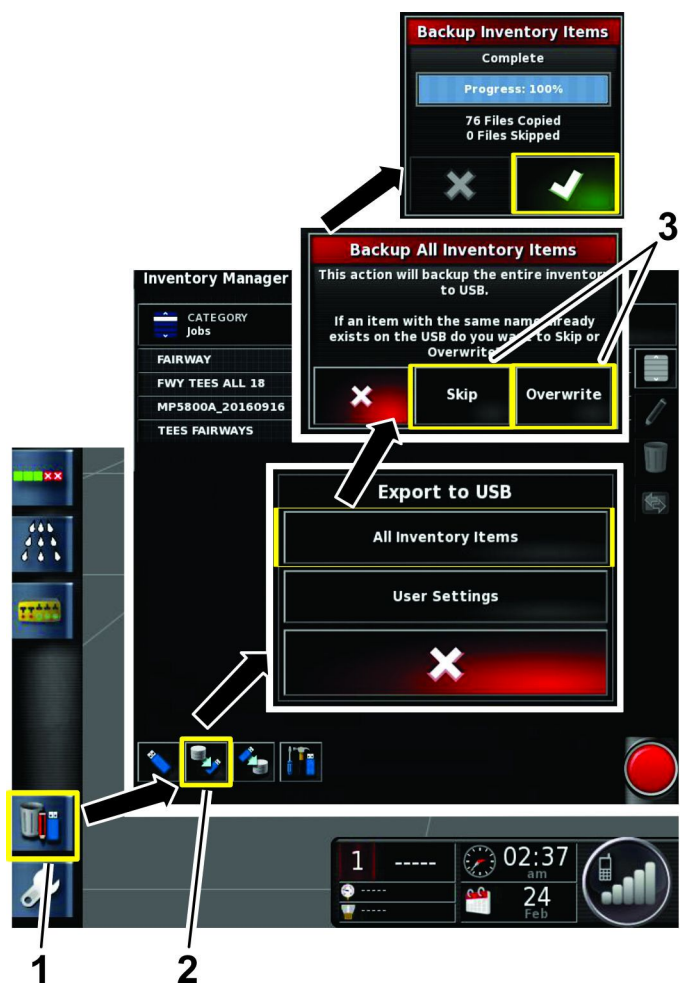 Backup Inventory Items
Complete
Progress: 100%
76 Files Copied
0 Files Skipped
3
Backup All Inventory Items
This action will backup the entire inventory
to USB.
If an item with the same name already
exists on the USB do you want to Skip or
Overwrite?
Skip
Overwrite
Inventory Manager
CATEGORY
Jobs
FAIRWAY
FWY TEES ALL 18
MP5800A_20160916
TEES FAIRWAYS
Export to USB
All Inventory Items
User Settings
1 -----
-----
-----
02:37
am
24
Feb
1
2